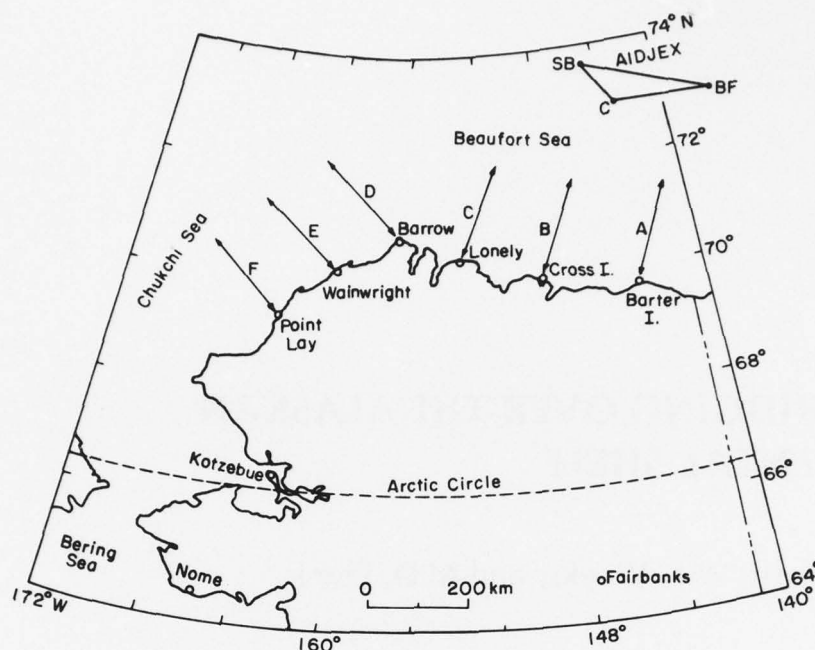 74° N
AIDJEX
SB
BF
C
72°
Beaufort Sea
D
C
B
A
E
F
Chukchi Sea
Barrow
Lonely
Cross I.
Barter
I.
70°
Wainwright
Point
Lay
68°
Kotzebue
Arctic Circle
66°
Bering
Sea
Nome
0 200 km
Fairbanks
64°
172° W
160°
148°
140°